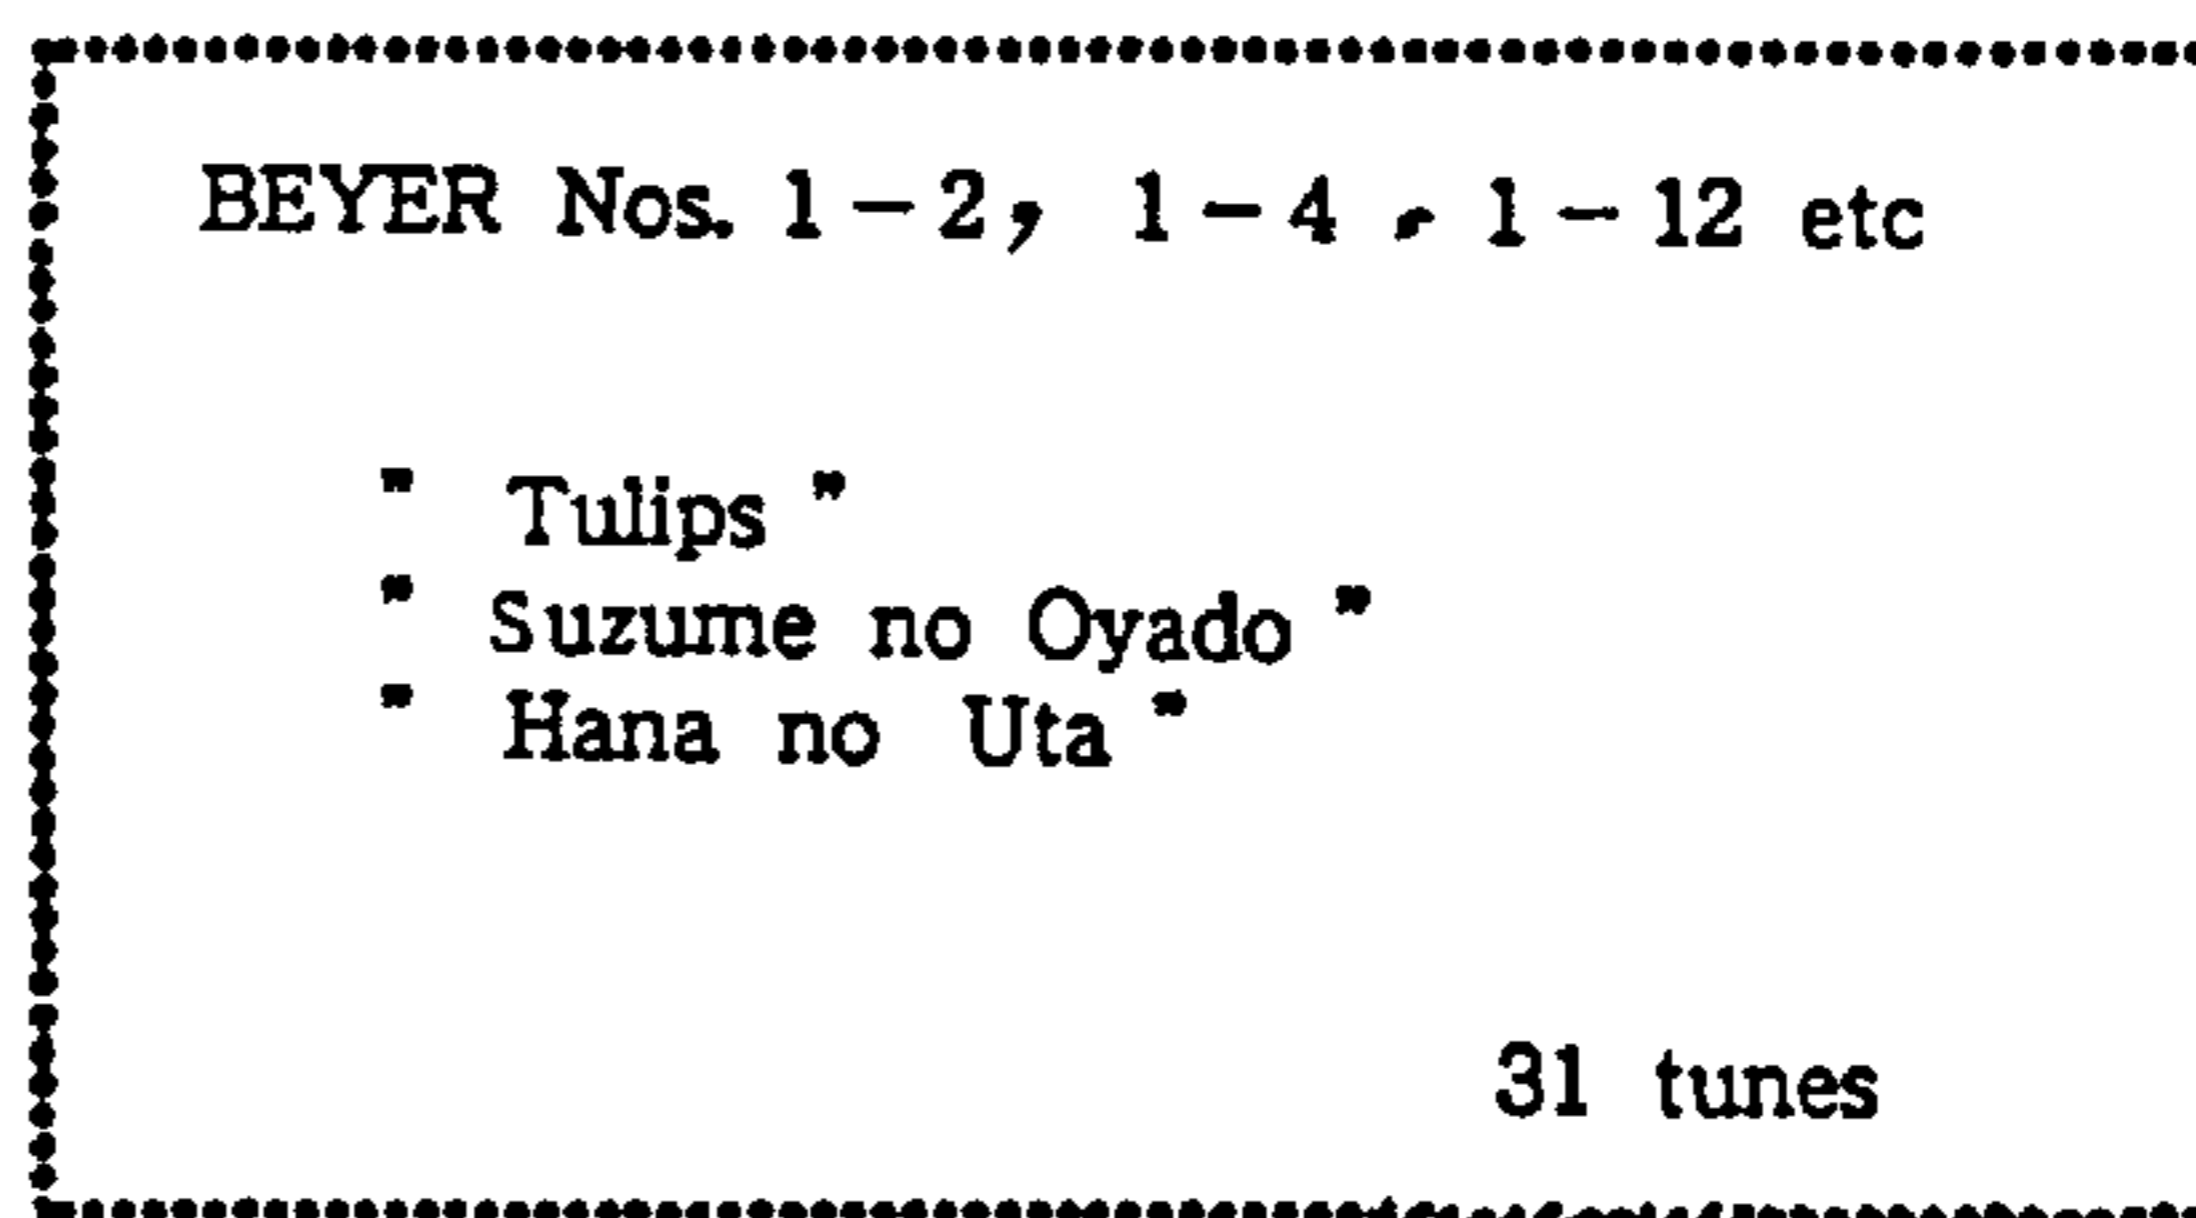 BEYER Nos. 1-2, 1-4, 1-12 etc
" Tulips "
" Suzume no Oyado "
" Hana no Uta "
31 tunes